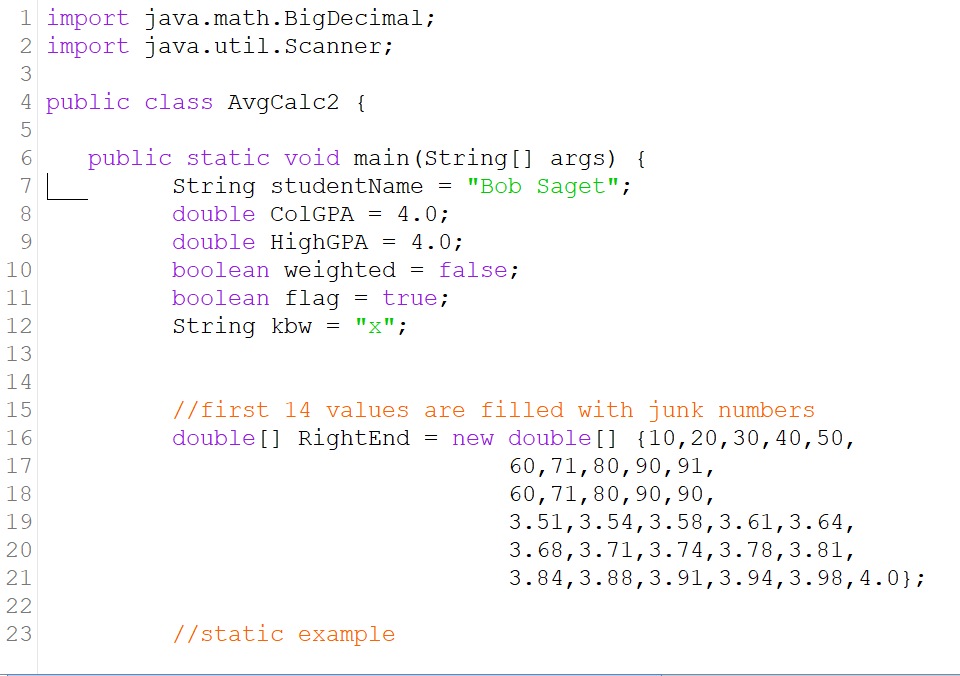 1 import java.math.BigDecimal;
2 import java.util.Scanner;
3
4 public class AvgCalc2 {
5
6 public static void main(String[] args) {
7 String studentName = "Bob Saget";
8 double ColGPA = 4.0;
9 double HighGPA = 4.0;
10 boolean weighted = false;
11 boolean flag = true;
12 String kbw = "x";
13
14
15 //first 14 values are filled with junk numbers
16 double[] RightEnd = new double[] {10,20,30,40,50,
17 60,71,80,90,91,
18 60,71,80,90,90,
19 3.51,3.54,3.58,3.61,3.64,
20 3.68,3.71,3.74,3.78,3.81,
21 3.84,3.88,3.91,3.94,3.98,4.0};
22
23 //static example